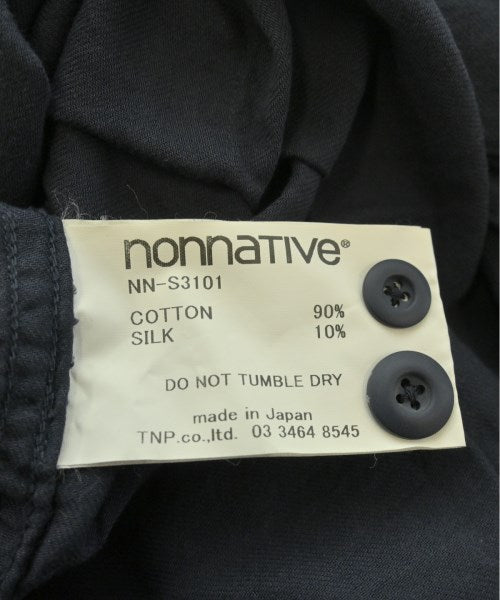 nonnative®
NN-S3101
COTTON 90%
SILK 10%
DO NOT TUMBLE DRY
made in Japan
TNP.co.,ltd. 03 3464 8545